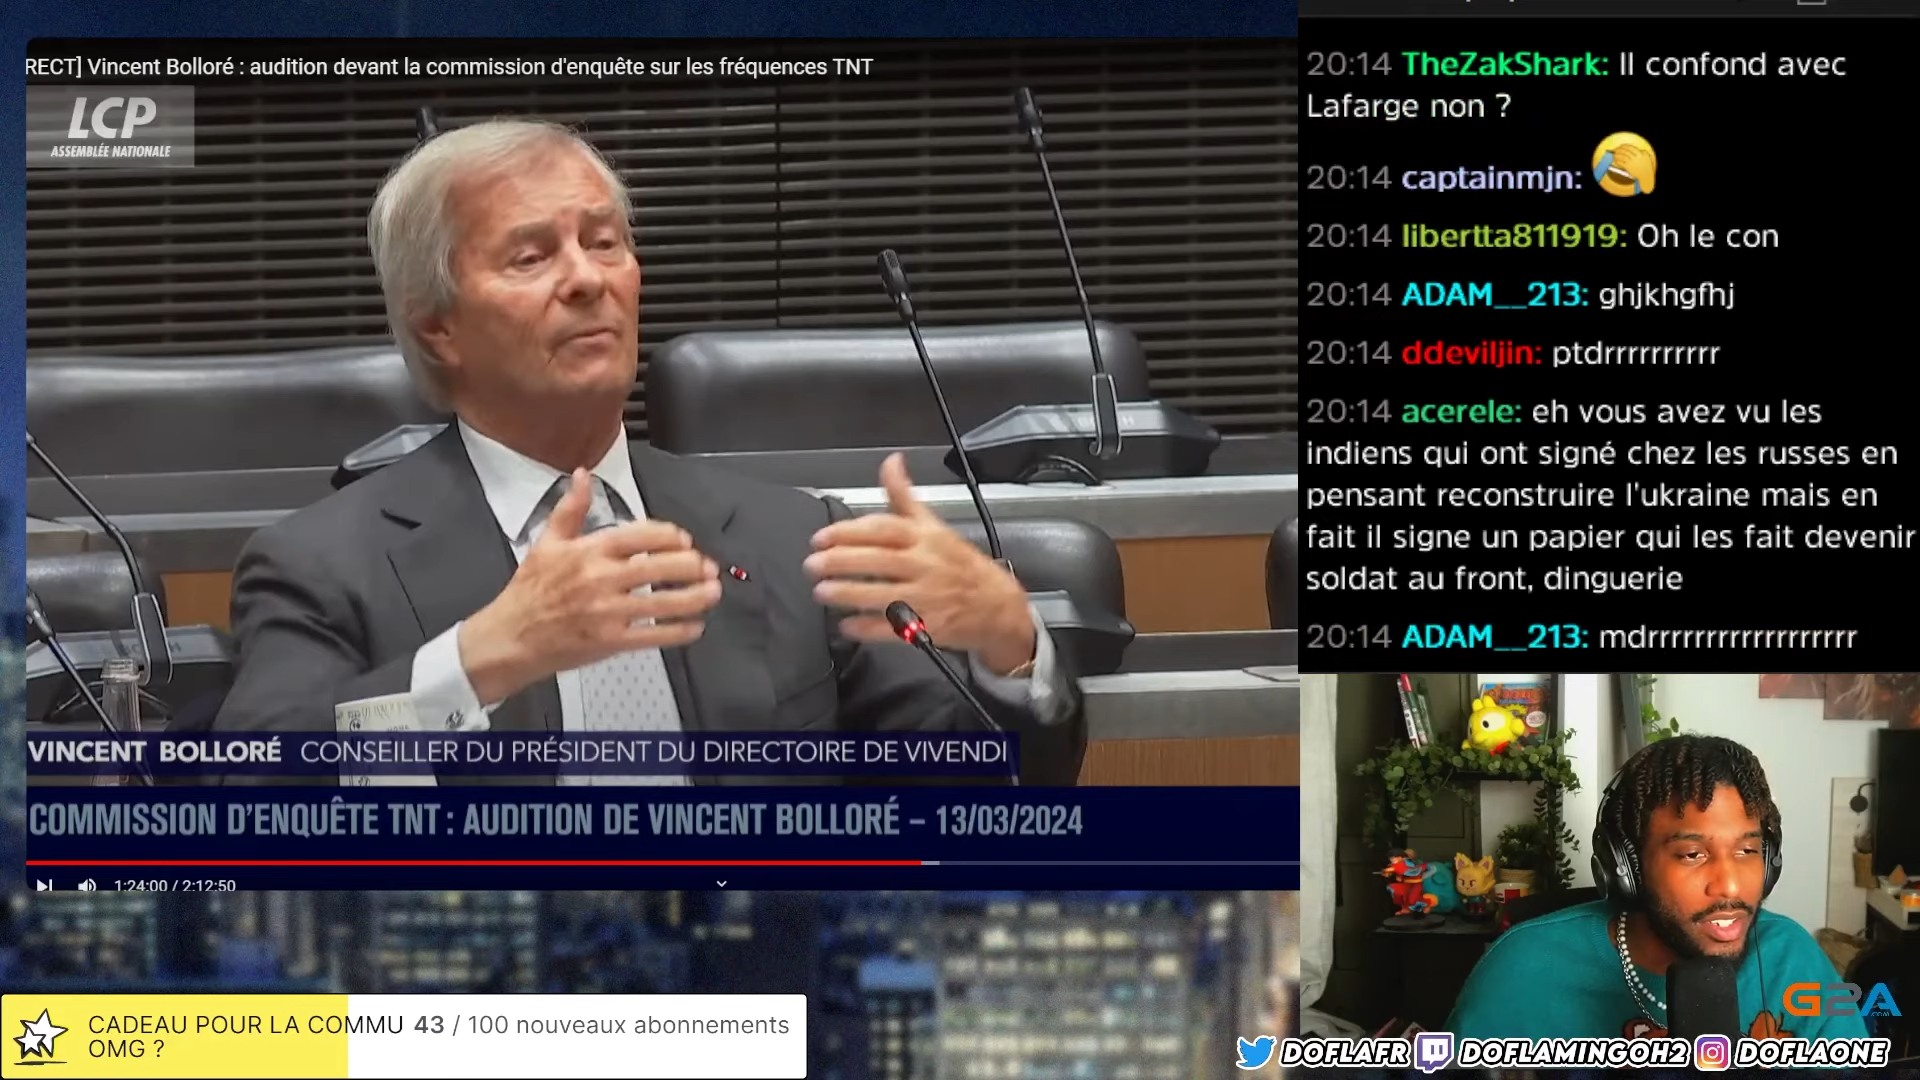 RECT] Vincent Bolloré : audition devant la commission d'enquête sur les fréquences TNT
LCP
ASSEMBLÉE NATIONALE
VINCENT BOLLORÉ CONSEILLER DU PRÉSIDENT DU DIRECTOIRE DE VIVENDI
COMMISSION D'ENQUÊTE TNT : AUDITION DE VINCENT BOLLORÉ – 13/03/2024
1:24:00 / 2:12:50
20:14 TheZakShark: Il confond avec
Lafarge non ?
20:14 captainmjn:
20:14 libertta811919: Oh le con
20:14 ADAM__213: ghjkhgfhj
20:14 ddeviljin: ptdrrrrrrrrrr
20:14 acerele: eh vous avez vu les
indiens qui ont signé chez les russes en
pensant reconstruire l'ukraine mais en
fait il signe un papier qui les fait devenir
soldat au front, dinguerie
20:14 ADAM__213: mdrrrrrrrrrrrrrrrrrr
CADEAU POUR LA COMMU 43 / 100 nouveaux abonnements
OMG ?
G2A
.COM
DOFLAFR DOFLAMINGOH2 DOFLAONE